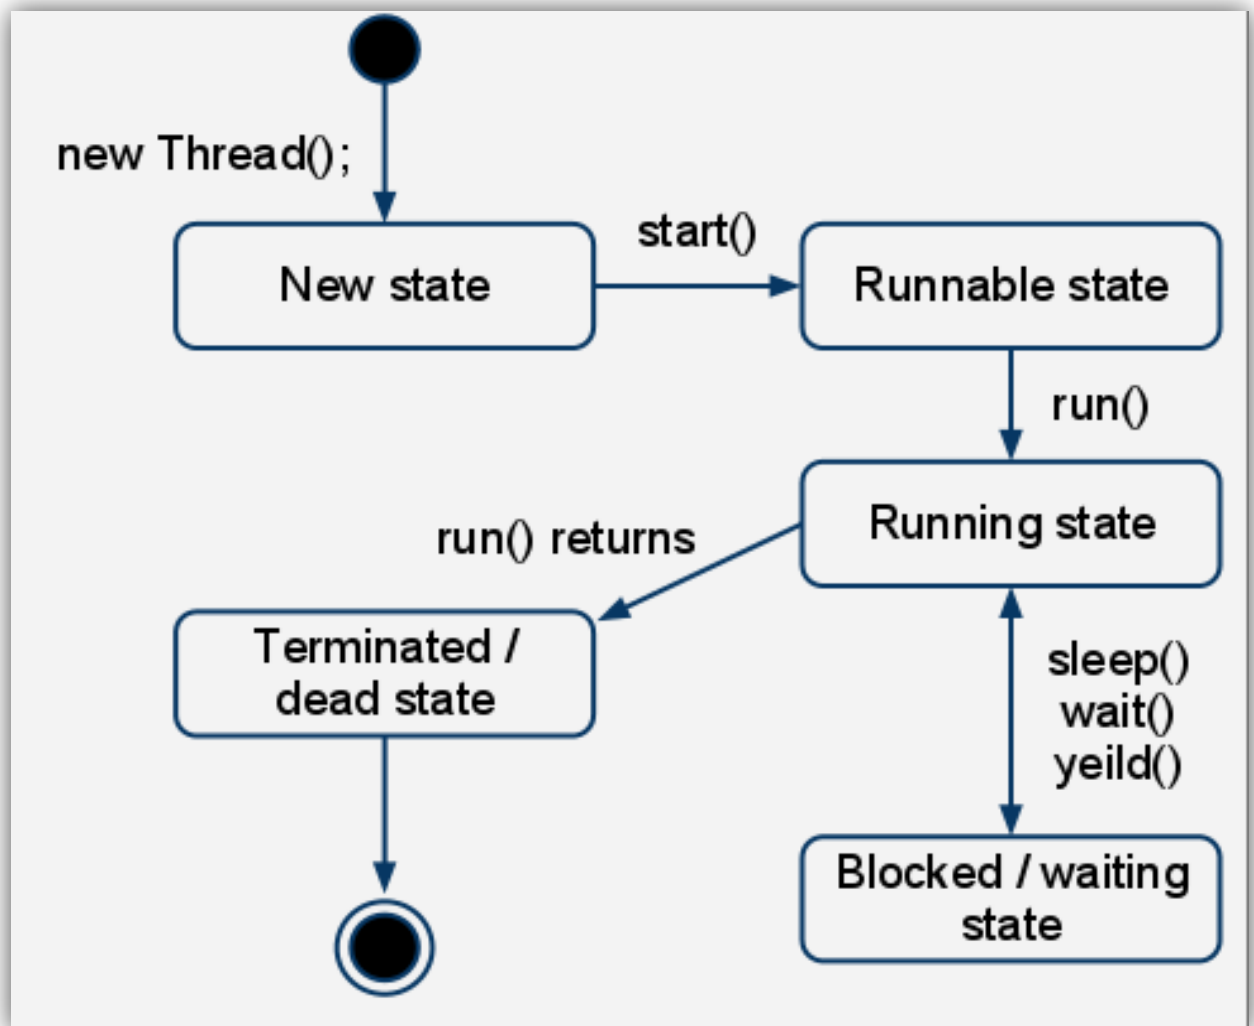 new Thread();
New state
start()
Runnable state
run()
Running state
run() returns
Terminated /
dead state
sleep()
wait()
yeild()
Blocked / waiting
state